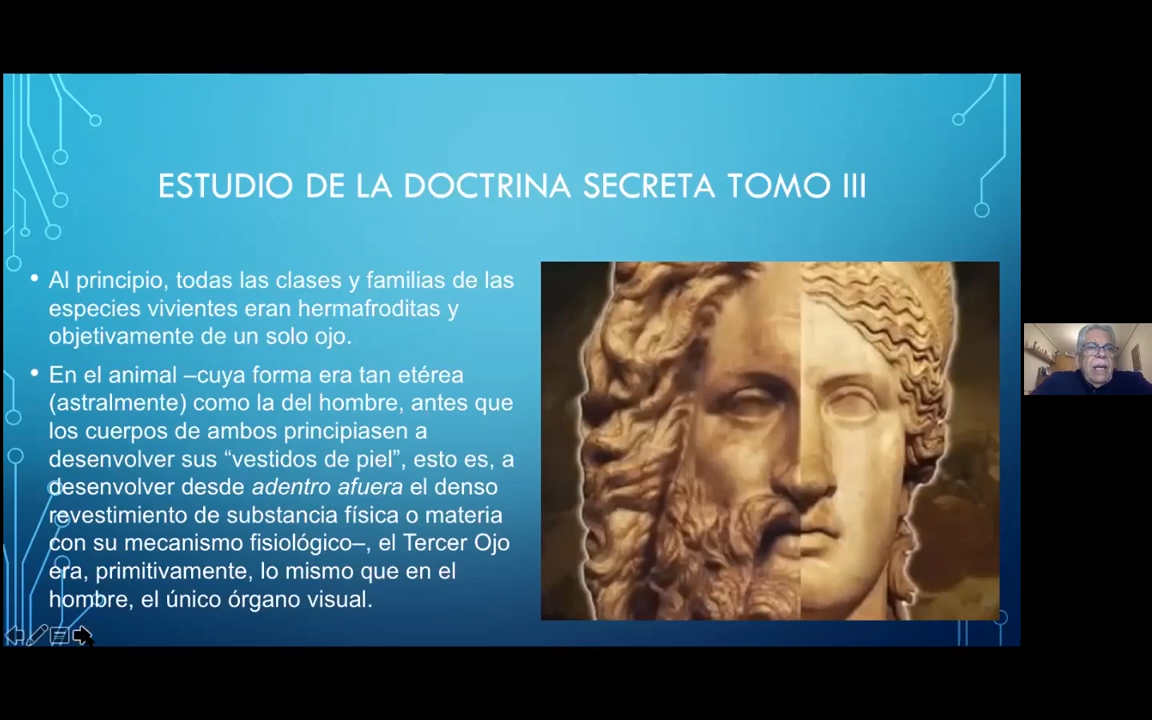 ESTUDIO DE LA DOCTRINA SECRETA TOMO III
• Al principio, todas las clases y familias de las
especies vivientes eran hermafroditas y
objetivamente de un solo ojo.
• En el animal –cuya forma era tan etérea
(astralmente) como la del hombre, antes que
los cuerpos de ambos principiasen a
desenvolver sus “vestidos de piel”, esto es, a
desenvolver desde adentro afuera el denso
revestimiento de substancia física o materia
con su mecanismo fisiológico–, el Tercer Ojo
era, primitivamente, lo mismo que en el
hombre, el único órgano visual.